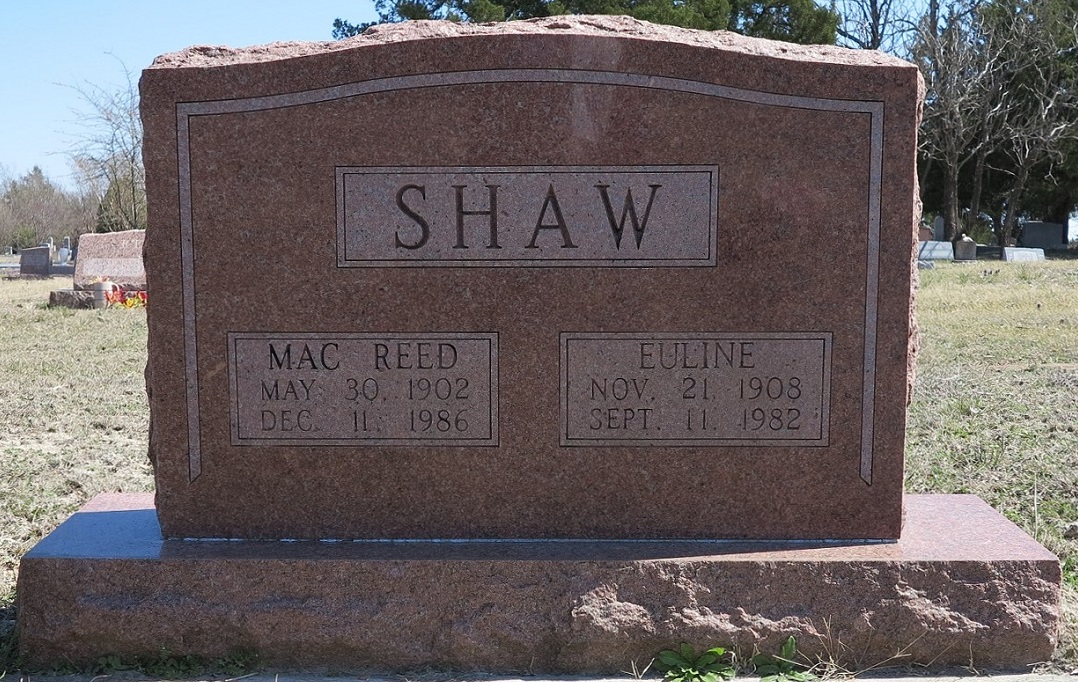 SHAW
MAC REED
MAY 30, 1902
DEC. 11, 1986
EULINE
NOV. 21, 1908
SEPT. 11, 1982